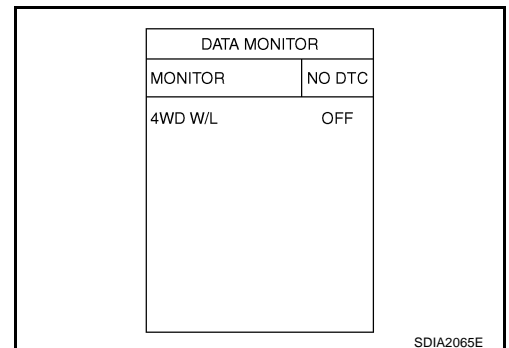 DATA MONITOR
MONITOR NO DTC
4WD W/L OFF
SDIA2065E